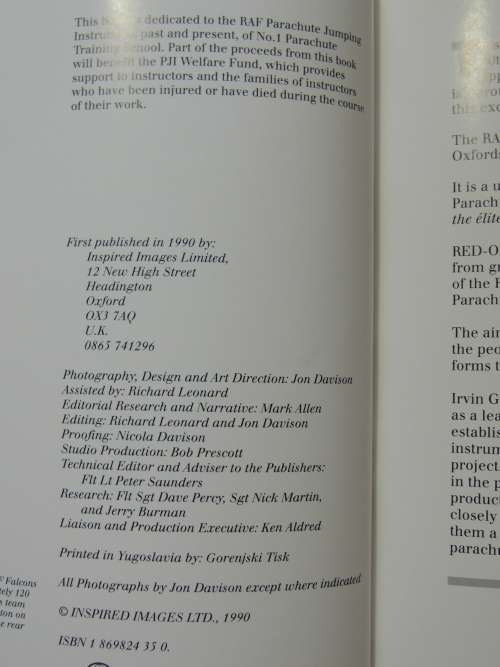 This is dedicated to the RAF Parachute Jumping
past and present, of No.1 Parachute
Training School. Part of the proceeds from this book
will benefit the PJI Welfare Fund, which provides
support to instructors and the families of instructors
who have been injured or have died during the course
of their work.
First published in 1990 by:
Inspired Images Limited,
12 New High Street
Headington
Oxford
OX3 7AQ
U.K.
0865 741296
Photography, Design and Art Direction: Jon Davison
Assisted by: Richard Leonard
Editorial Research and Narrative: Mark Allen
Editing: Richard Leonard and Jon Davison
Proofing: Nicola Davison
Studio Production: Bob Prescott
Technical Editor and Adviser to the Publishers:
Flt Lt Peter Saunders
Research: Flt Sgt Dave Percy, Sgt Nick Martin,
and Jerry Burman
Liaison and Production Executive: Ken Aldred
Printed in Yugoslavia by: Gorenjski Tisk
All Photographs by Jon Davison except where indicated
© INSPIRED IMAGES LTD., 1990
ISBN 1 869824 35 0.
Falcons
tely 120
s team
ton on
e rear
this exc
The RA
Oxfords
It is a u
Parach
the élite
RED-O
from gr
of the R
Parach
The air
the peo
forms t
Irvin G
as a lea
establis
instrum
project
in the p
product
closely
them a
parachu